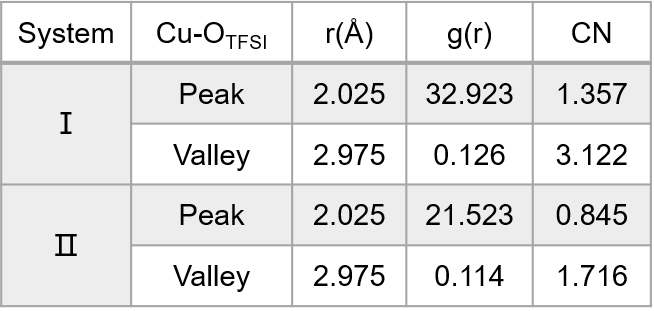 System Cu-OTFSI r(Å) g(r) CN
I Peak 2.025 32.923 1.357
Valley 2.975 0.126 3.122
II Peak 2.025 21.523 0.845
Valley 2.975 0.114 1.716